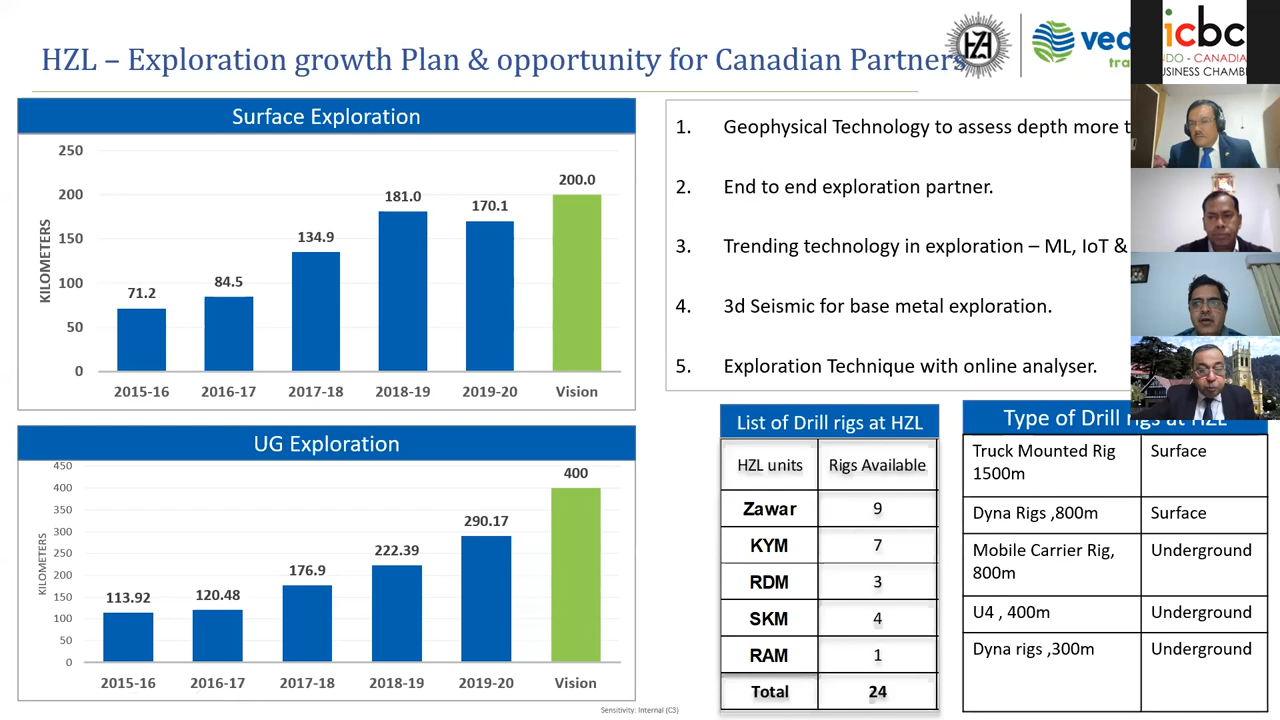 HZL – Exploration growth Plan & opportunity for Canadian Partners
HZL
icbc
BUSINESS CHAMB
Surface Exploration
KILOMETERS
250
200
150
100
50
0
71.2
84.5
134.9
181.0
170.1
200.0
2015-16
2016-17
2017-18
2018-19
2019-20
Vision
UG Exploration
KILOMETERS
450
400
350
300
250
200
150
100
50
0
113.92
120.48
176.9
222.39
290.17
400
2015-16
2016-17
2017-18
2018-19
2019-20
Vision
1. Geophysical Technology to assess depth more
2. End to end exploration partner.
3. Trending technology in exploration – ML, IoT &
4. 3d Seismic for base metal exploration.
5. Exploration Technique with online analyser.
List of Drill rigs at HZL
HZL units Rigs Available
Zawar 9
KYM 7
RDM 3
SKM 4
RAM 1
Total 24
Type of Drill rigs at HZL
Truck Mounted Rig Surface
1500m
Dyna Rigs ,800m Surface
Mobile Carrier Rig, Underground
800m
U4 , 400m Underground
Dyna rigs ,300m Underground
Sensitivity: Internal (C3)